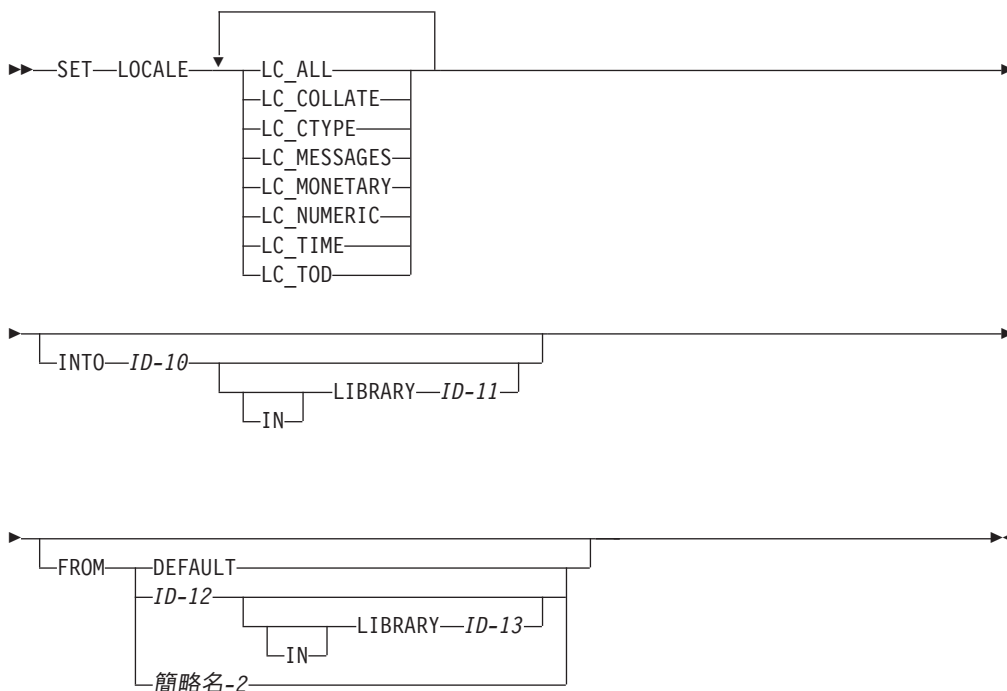 SET LOCALE LC_ALL
LC_COLLATE
LC_CTYPE
LC_MESSAGES
LC_MONETARY
LC_NUMERIC
LC_TIME
LC_TOD
INTO ID-10
LIBRARY ID-11
IN
FROM DEFAULT
ID-12
LIBRARY ID-13
IN
簡略名-2